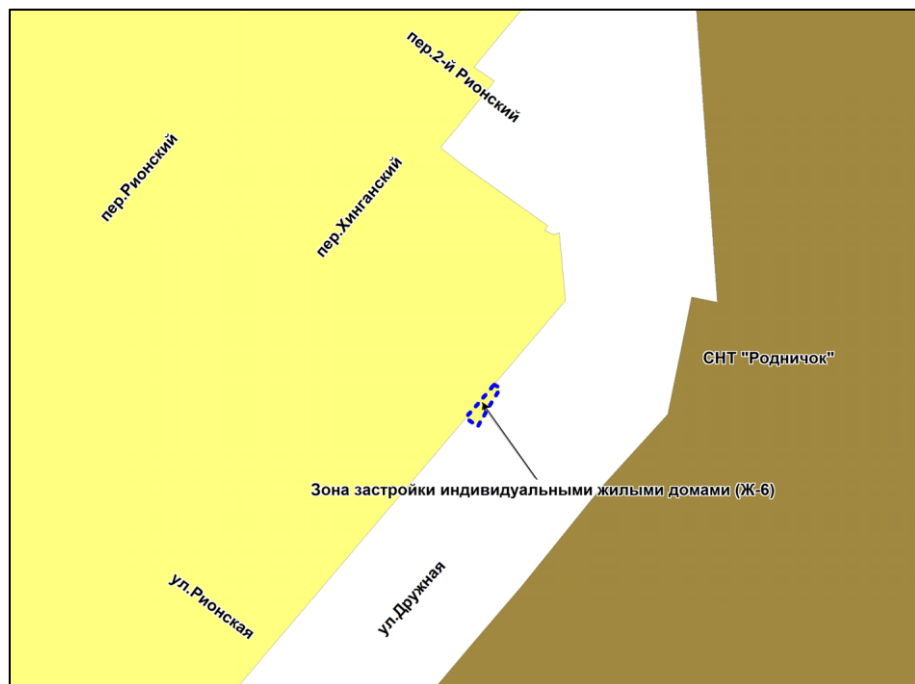 пер.2-й Рионский
пер.Рионский
пер.Хинганский
СНТ "Родничок"
Зона застройки индивидуальными жилыми домами (Ж-6)
ул.Рионская
ул.Дружная